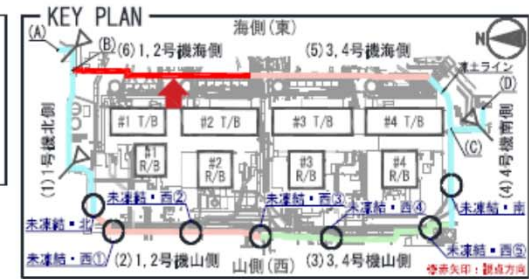 KEY PLAN
海側(東)
N
(A)
(B)
(6)1,2号機海側
(5)3,4号機海側
凍土ライン
(D)
#1 T/B
#2 T/B
#3 T/B
#4 T/B
(C)
(1)1号機北側
(4)4号機南側
#1
R/B
#2
R/B
#3
R/B
#4
R/B
未凍結・北
未凍結・西②
未凍結・西③
未凍結・西④
未凍結・南
未凍結・西①
(2)1,2号機山側
(3)3,4号機山側
未凍結・西⑤
山側(西)
※赤矢印:視点方向